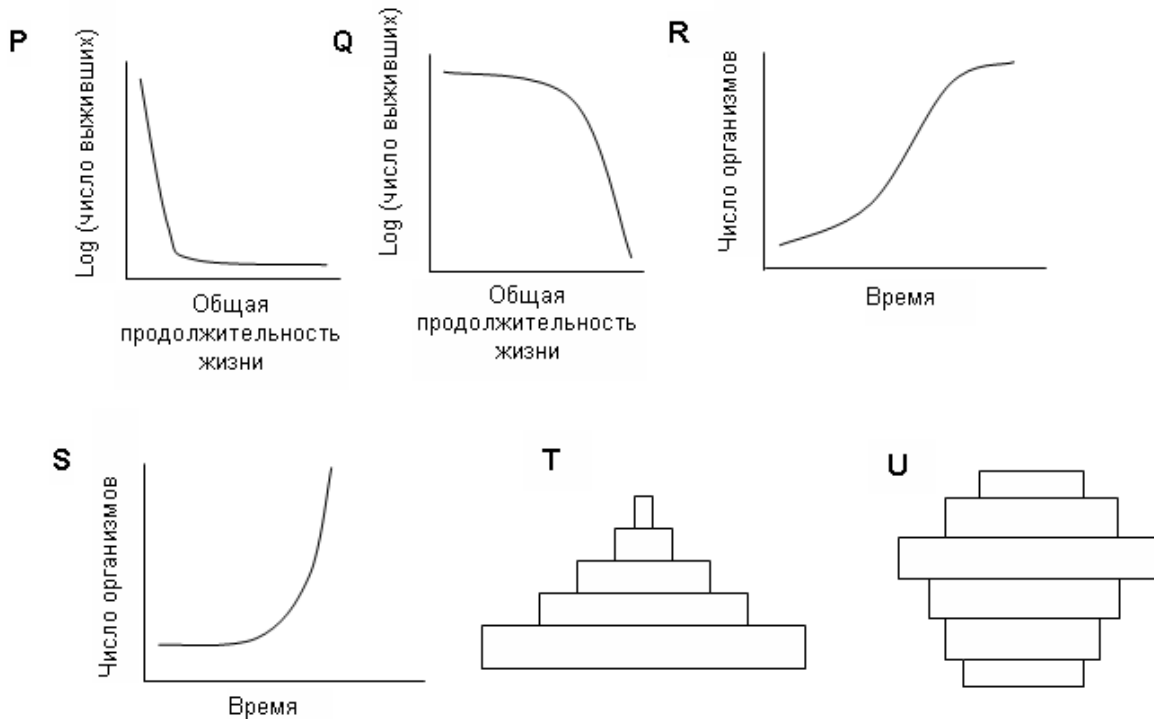 P
Log (число выживших)
Общая
продолжительность
жизни
Q
Log (число выживших)
Общая
продолжительность
жизни
R
Число организмов
Время
S
Число организмов
Время
T
U